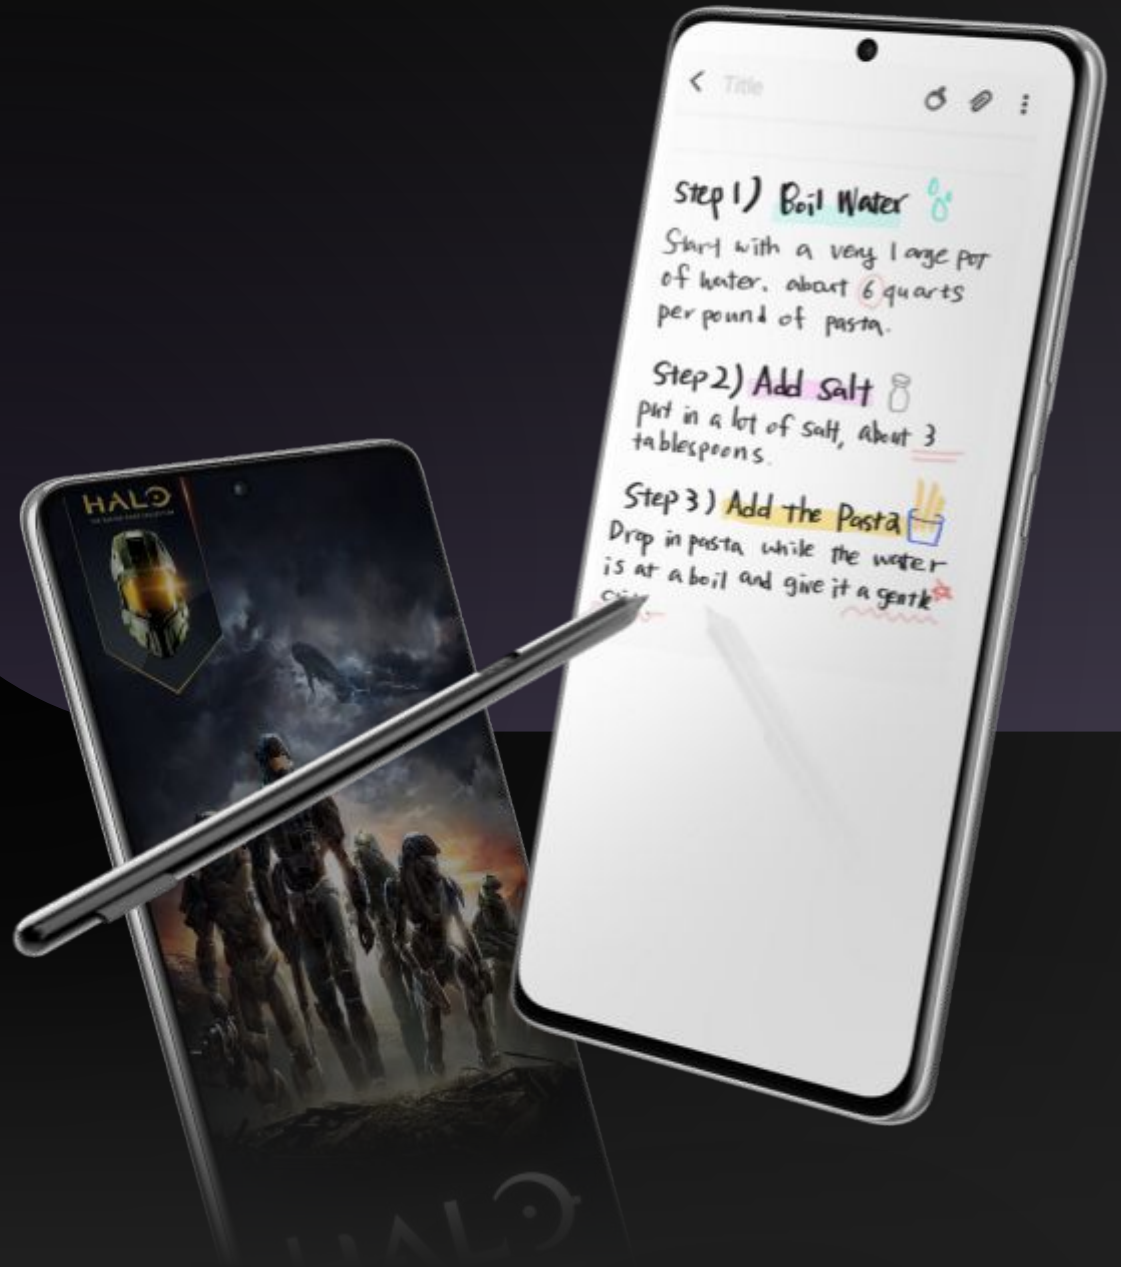 Title
Step 1) Boil Water
Start with a very large pot
of water. about 6 quarts
per pound of pasta.
Step 2) Add Salt
put in a lot of salt, about 3
tablespoons.
Step 3) Add the Pasta
Drop in pasta while the water
is at a boil and give it a gentle
HALO
HALO